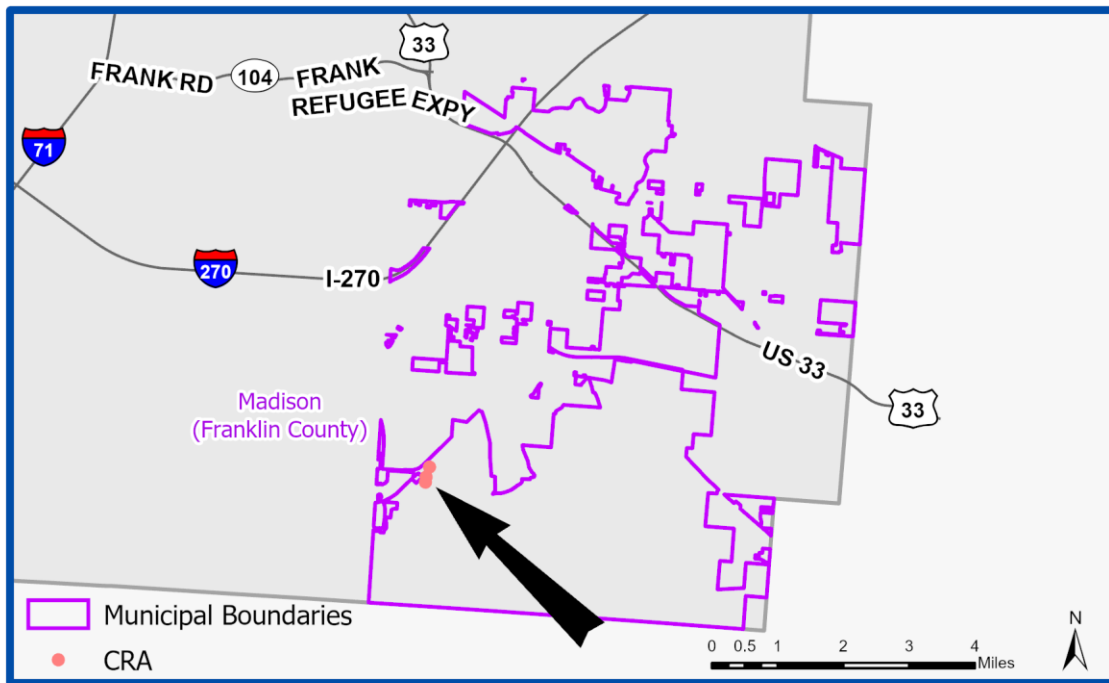 33
FRANK RD
104
FRANK
REFUGEE EXPY
71
270
I-270
US 33
33
Madison
(Franklin County)
Municipal Boundaries
CRA
0 0.5 1 2 3 4
Miles
N